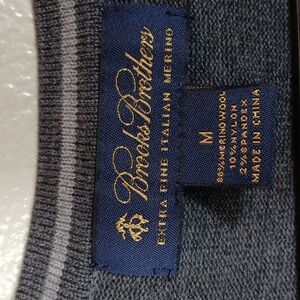 Brooks Brothers
EXTRA FINE ITALIAN MERINO
M
88% MERINO WOOL
10% NYLON
2% SPANDEX
MADE IN CHINA